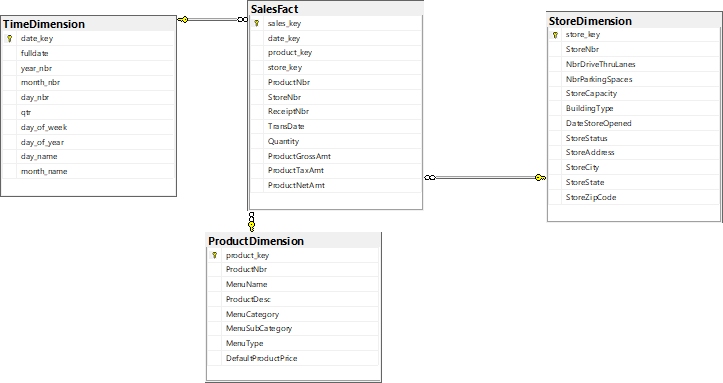 TimeDimension
date_key
fulldate
year_nbr
month_nbr
day_nbr
qtr
day_of_week
day_of_year
day_name
month_name
SalesFact
sales_key
date_key
product_key
store_key
ProductNbr
StoreNbr
ReceiptNbr
TransDate
Quantity
ProductGrossAmt
ProductTaxAmt
ProductNetAmt
StoreDimension
store_key
StoreNbr
NbrDriveThruLanes
NbrParkingSpaces
StoreCapacity
BuildingType
DateStoreOpened
StoreStatus
StoreAddress
StoreCity
StoreState
StoreZipCode
ProductDimension
product_key
ProductNbr
MenuName
ProductDesc
MenuCategory
MenuSubCategory
MenuType
DefaultProductPrice